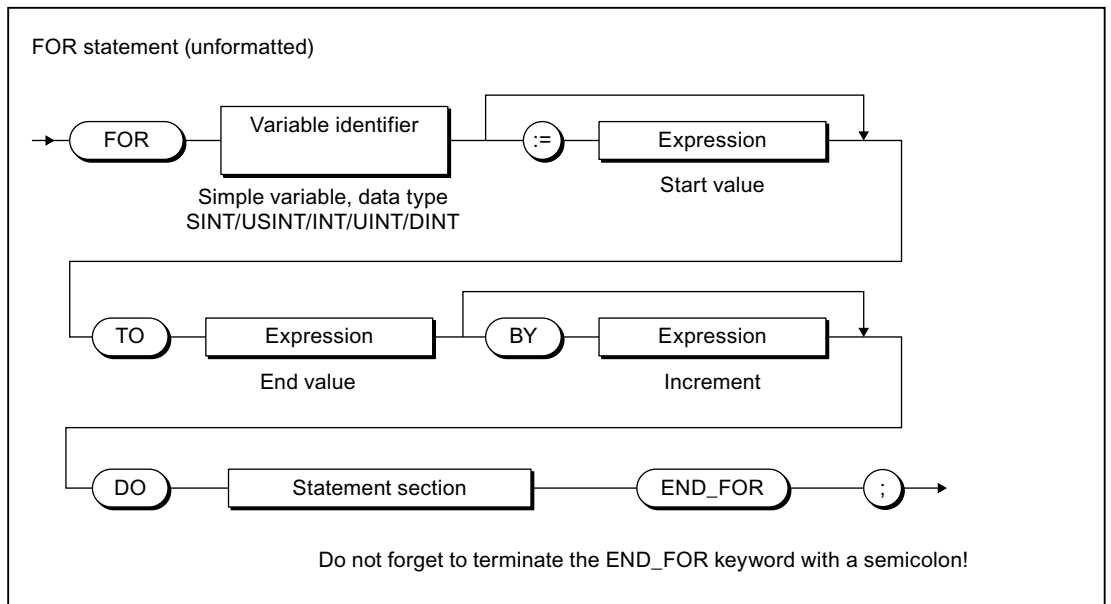 FOR statement (unformatted)
FOR
Variable identifier
:=
Expression
Simple variable, data type
SINT/USINT/INT/UINT/DINT
Start value
TO
Expression
BY
Expression
End value
Increment
DO
Statement section
END_FOR
;
Do not forget to terminate the END_FOR keyword with a semicolon!